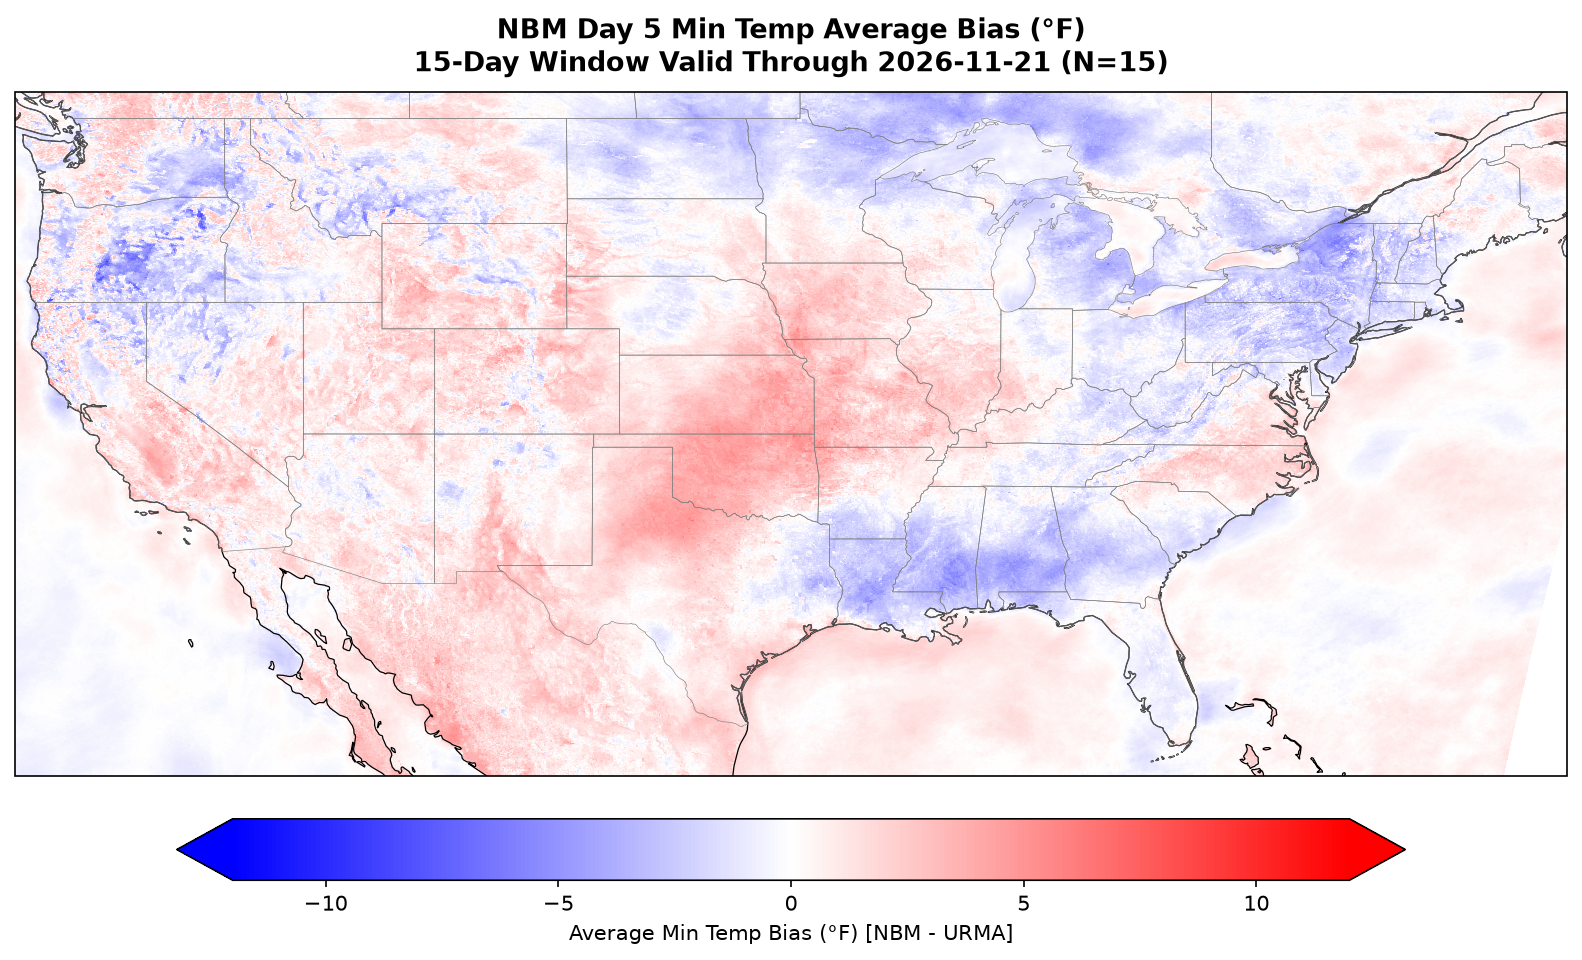 NBM Day 5 Min Temp Average Bias (°F)
15-Day Window Valid Through 2026-11-21 (N=15)
−10 −5 0 5 10
Average Min Temp Bias (°F) [NBM - URMA]